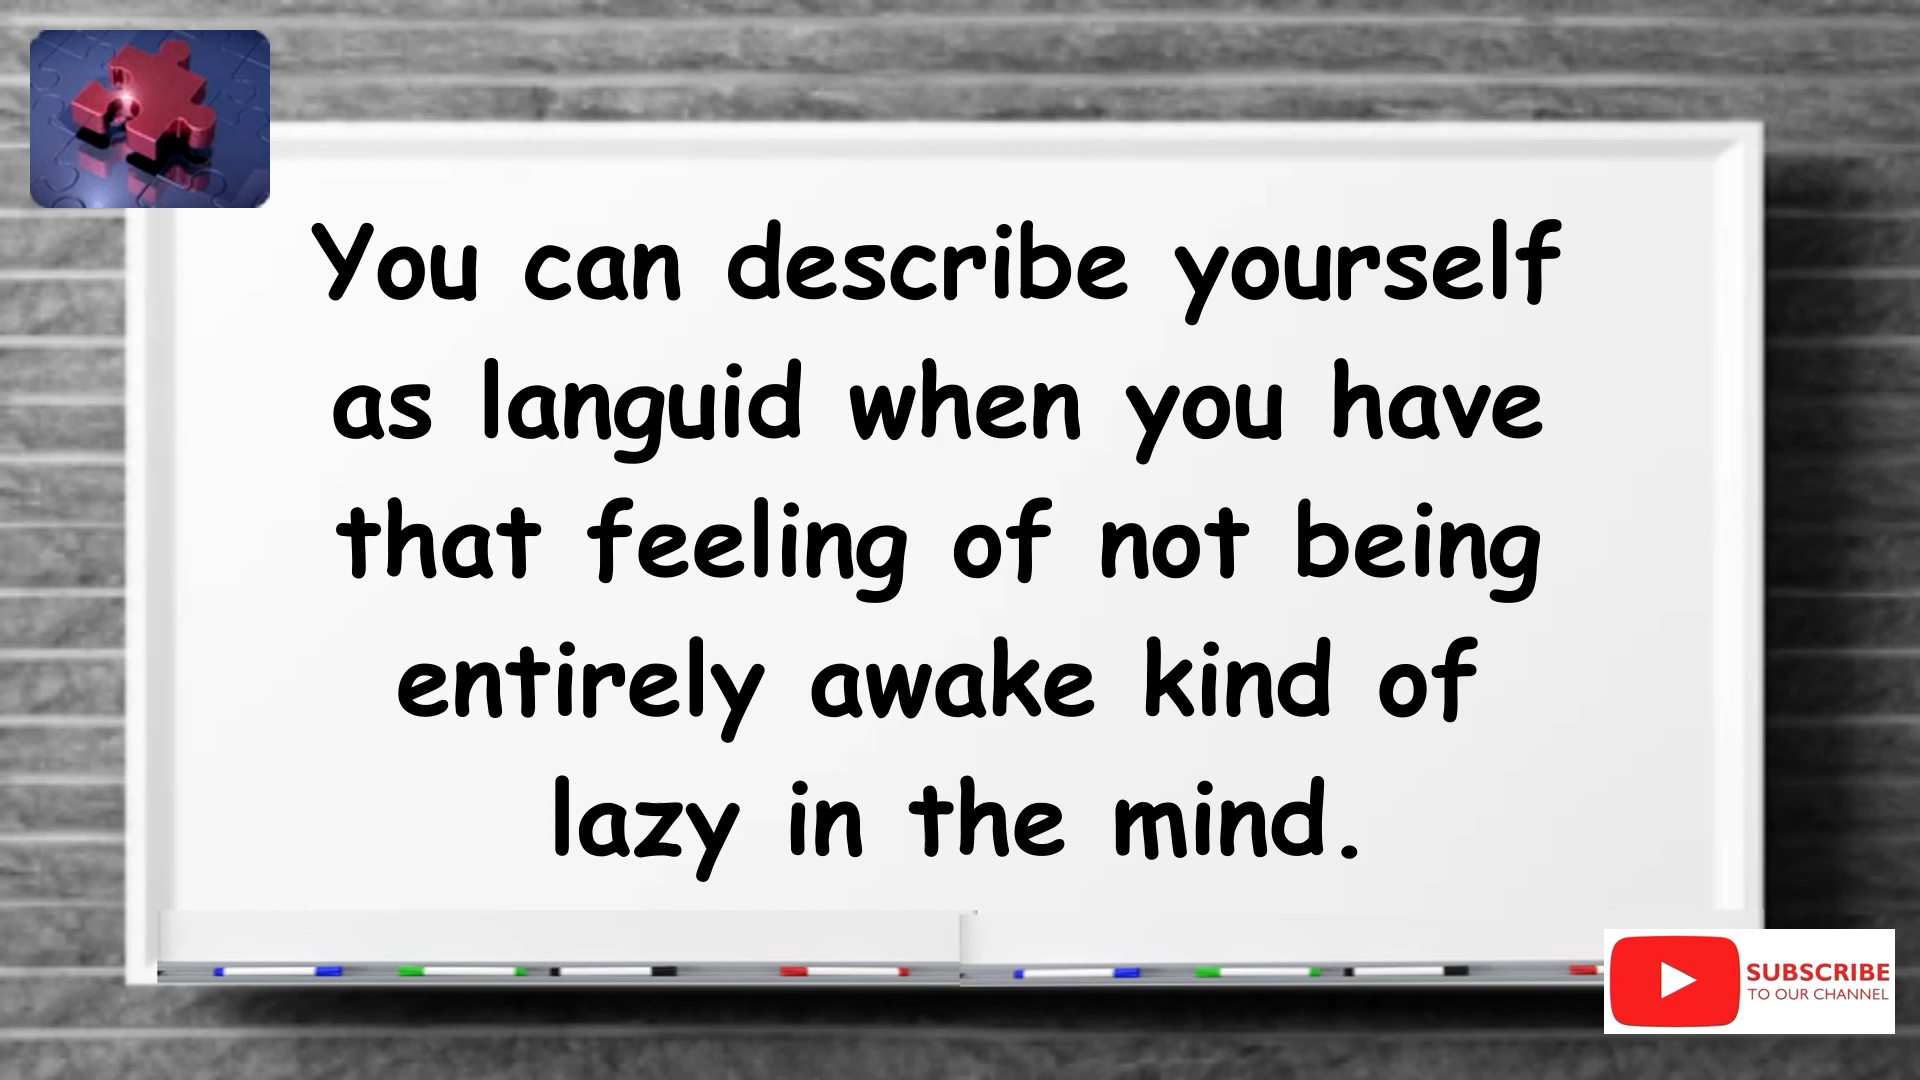 You can describe yourself
as languid when you have
that feeling of not being
entirely awake kind of
lazy in the mind.
SUBSCRIBE
TO OUR CHANNEL